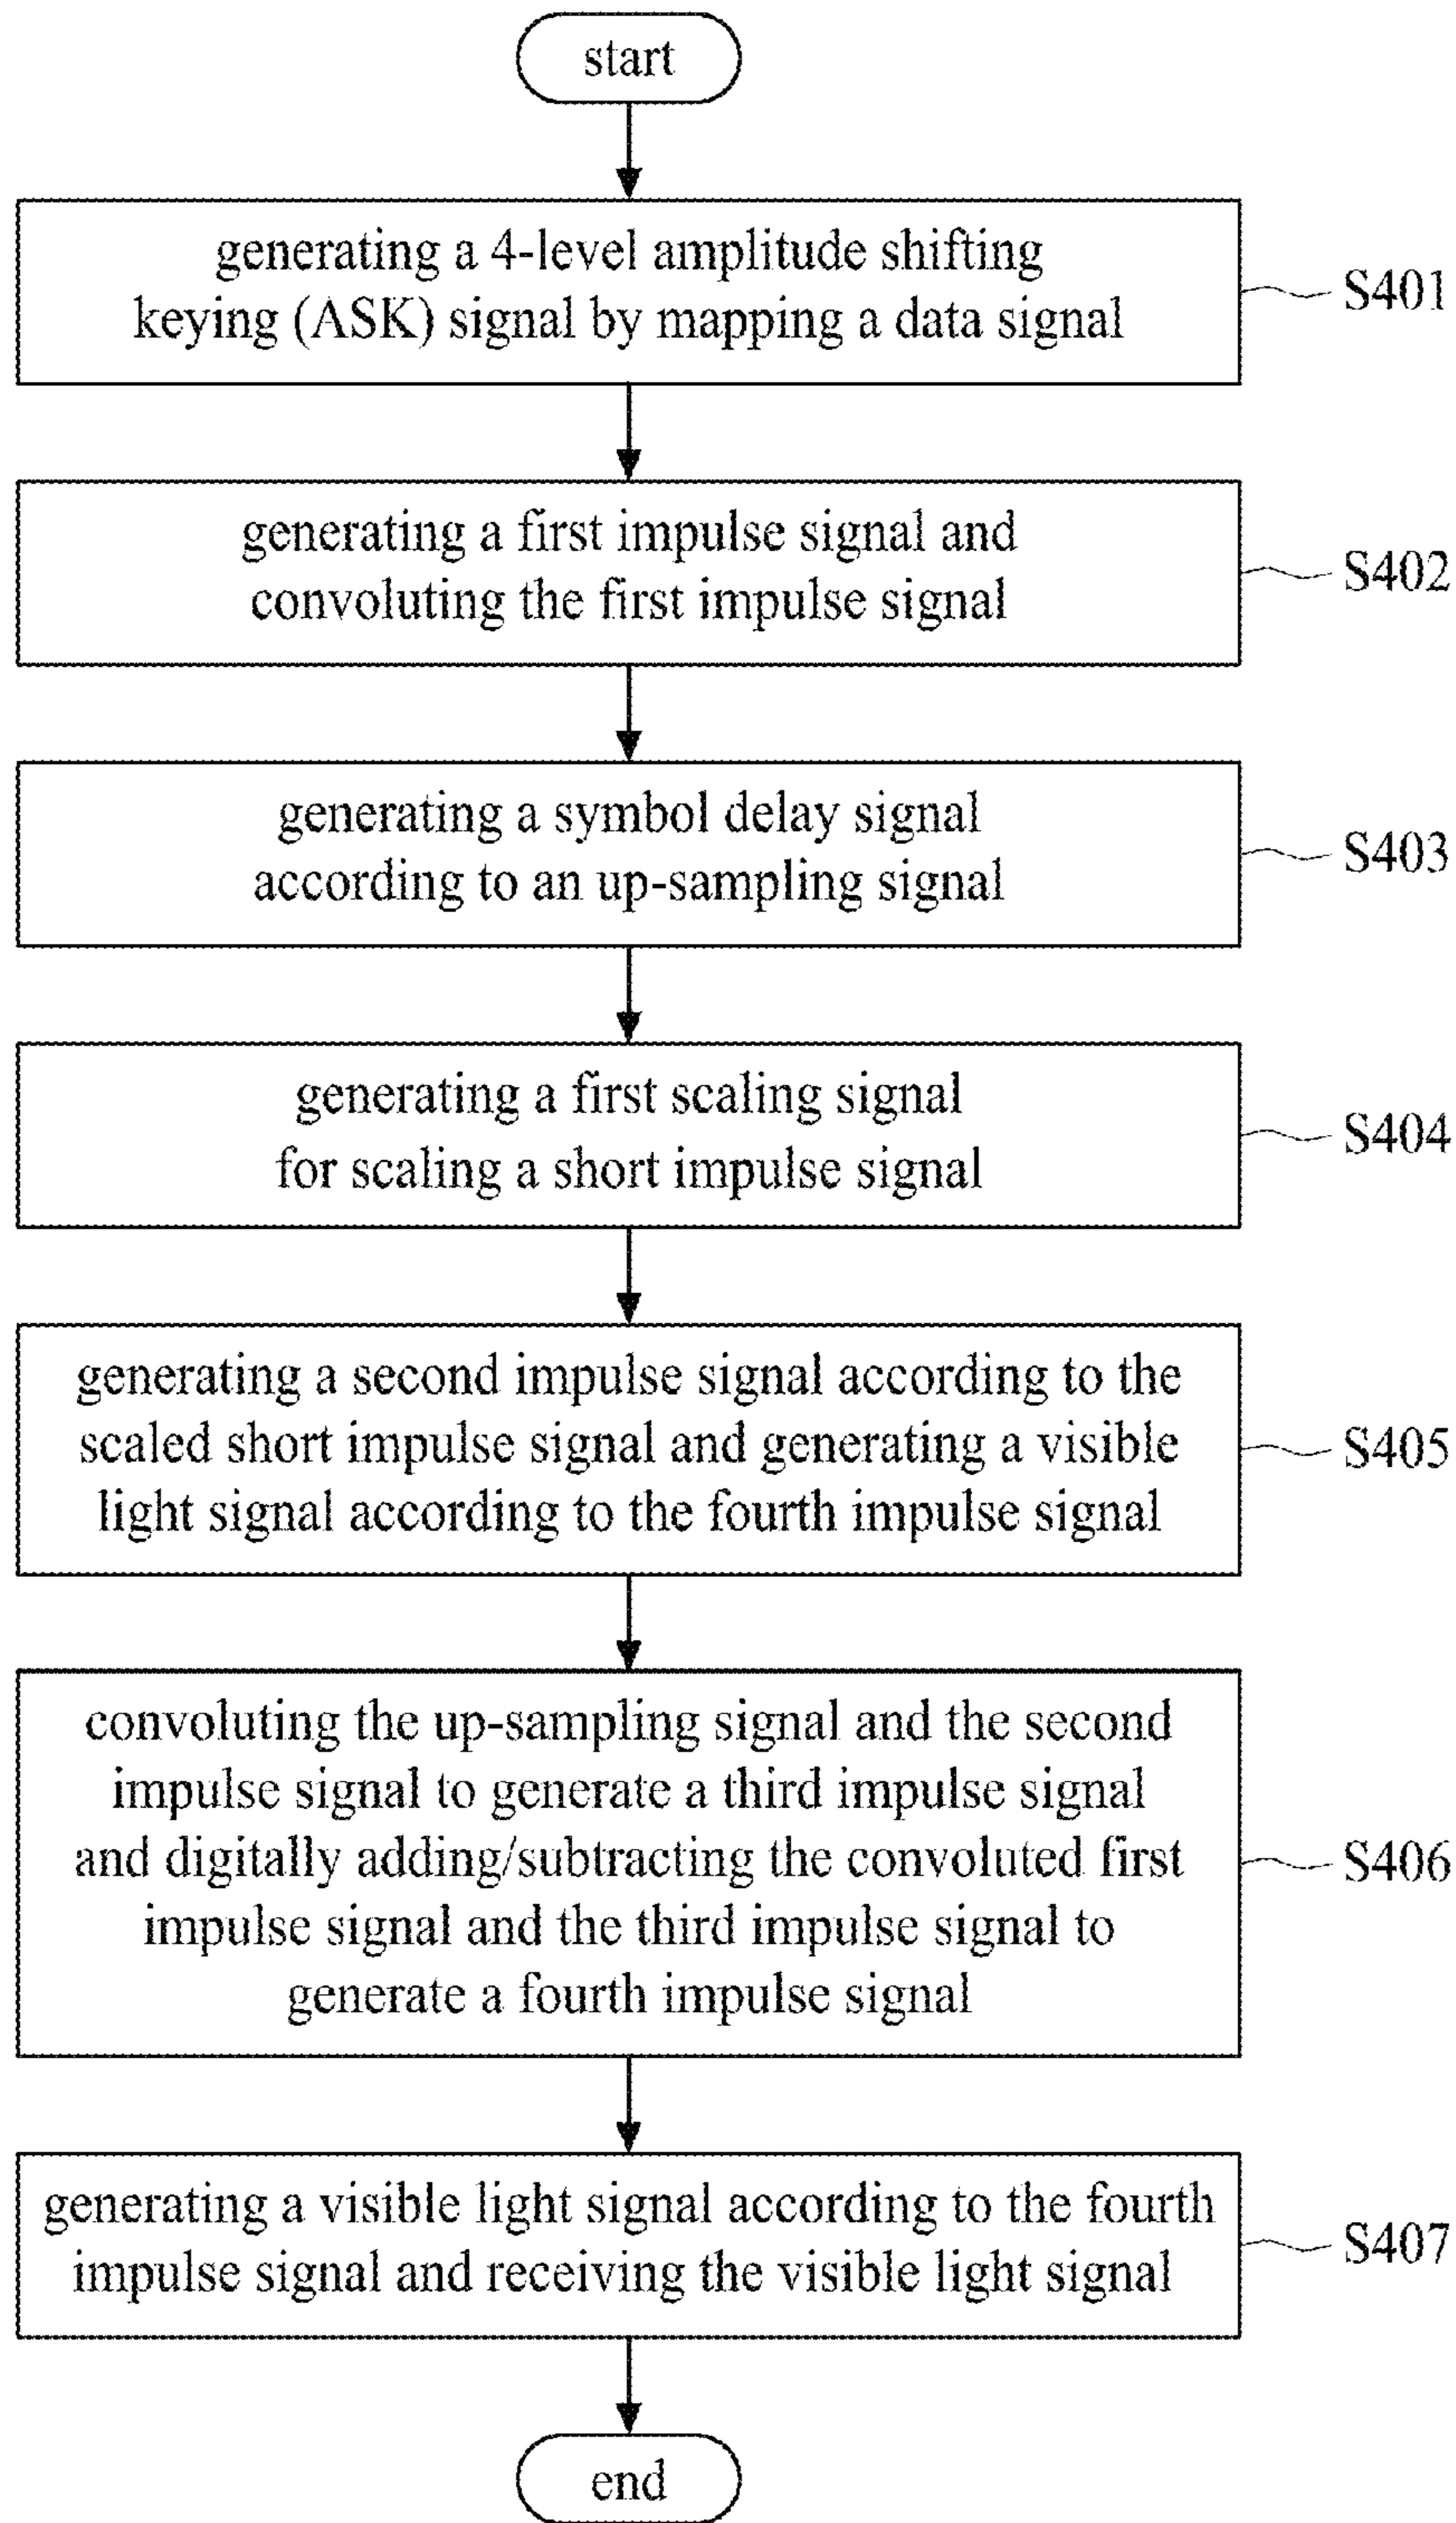 start
generating a 4-level amplitude shifting
keying (ASK) signal by mapping a data signal
S401
generating a first impulse signal and
convoluting the first impulse signal
S402
generating a symbol delay signal
according to an up-sampling signal
S403
generating a first scaling signal
for scaling a short impulse signal
S404
generating a second impulse signal according to the
scaled short impulse signal and generating a visible
light signal according to the fourth impulse signal
S405
convoluting the up-sampling signal and the second
impulse signal to generate a third impulse signal
and digitally adding/subtracting the convoluted first
impulse signal and the third impulse signal to
generate a fourth impulse signal
S406
generating a visible light signal according to the fourth
impulse signal and receiving the visible light signal
S407
end